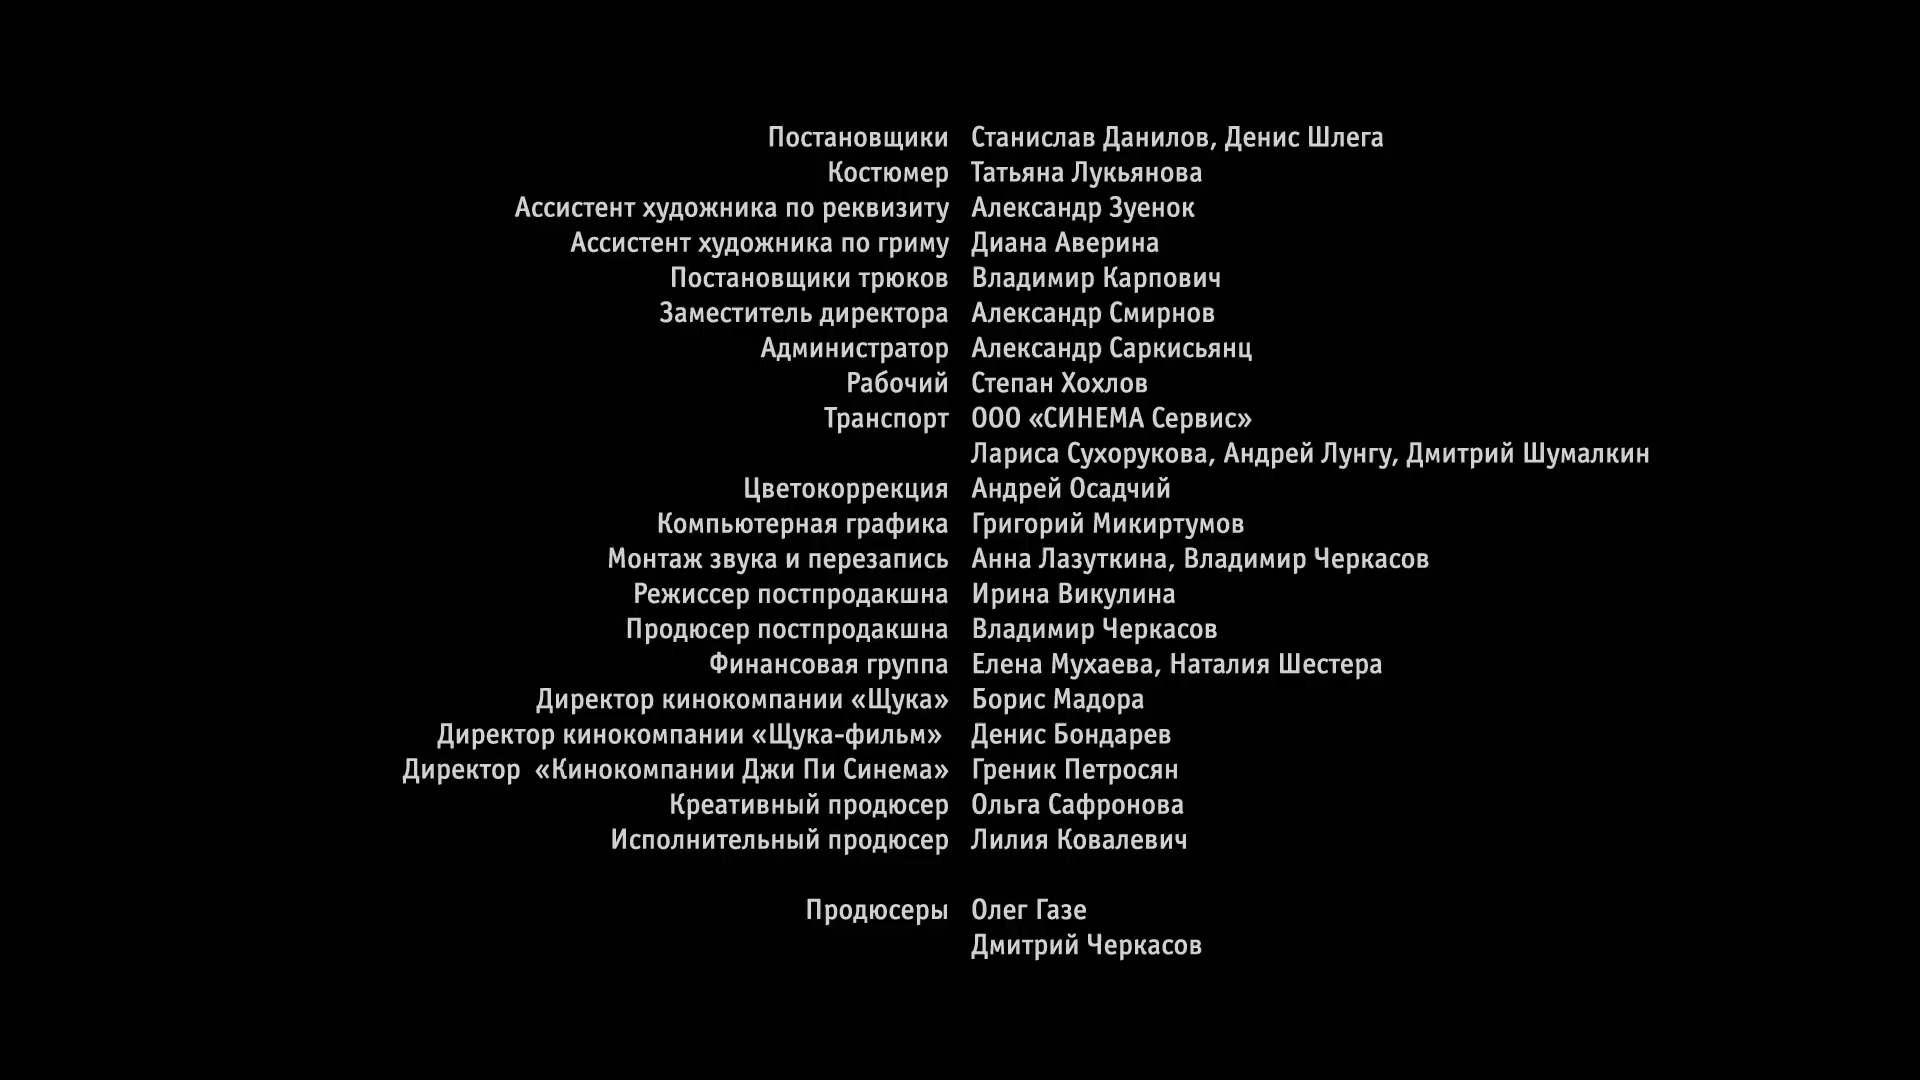 Постановщики Станислав Данилов, Денис Шлега
Костюмер Татьяна Лукьянова
Ассистент художника по реквизиту Александр Зуенок
Ассистент художника по гриму Диана Аверина
Постановщики трюков Владимир Карпович
Заместитель директора Александр Смирнов
Администратор Александр Саркисьянц
Рабочий Степан Хохлов
Транспорт ООО «СИНЕМА Сервис»
Лариса Сухорукова, Андрей Лунгу, Дмитрий Шумалкин
Цветокоррекция Андрей Осадчий
Компьютерная графика Григорий Микиртумов
Монтаж звука и перезапись Анна Лазуткина, Владимир Черкасов
Режиссер постпродакшна Ирина Викулина
Продюсер постпродакшна Владимир Черкасов
Финансовая группа Елена Мухаева, Наталия Шестера
Директор кинокомпании «Щука» Борис Мадора
Директор кинокомпании «Щука-фильм» Денис Бондарев
Директор «Кинокомпании Джи Пи Синема» Греник Петросян
Креативный продюсер Ольга Сафронова
Исполнительный продюсер Лилия Ковалевич
Продюсеры Олег Газе
Дмитрий Черкасов